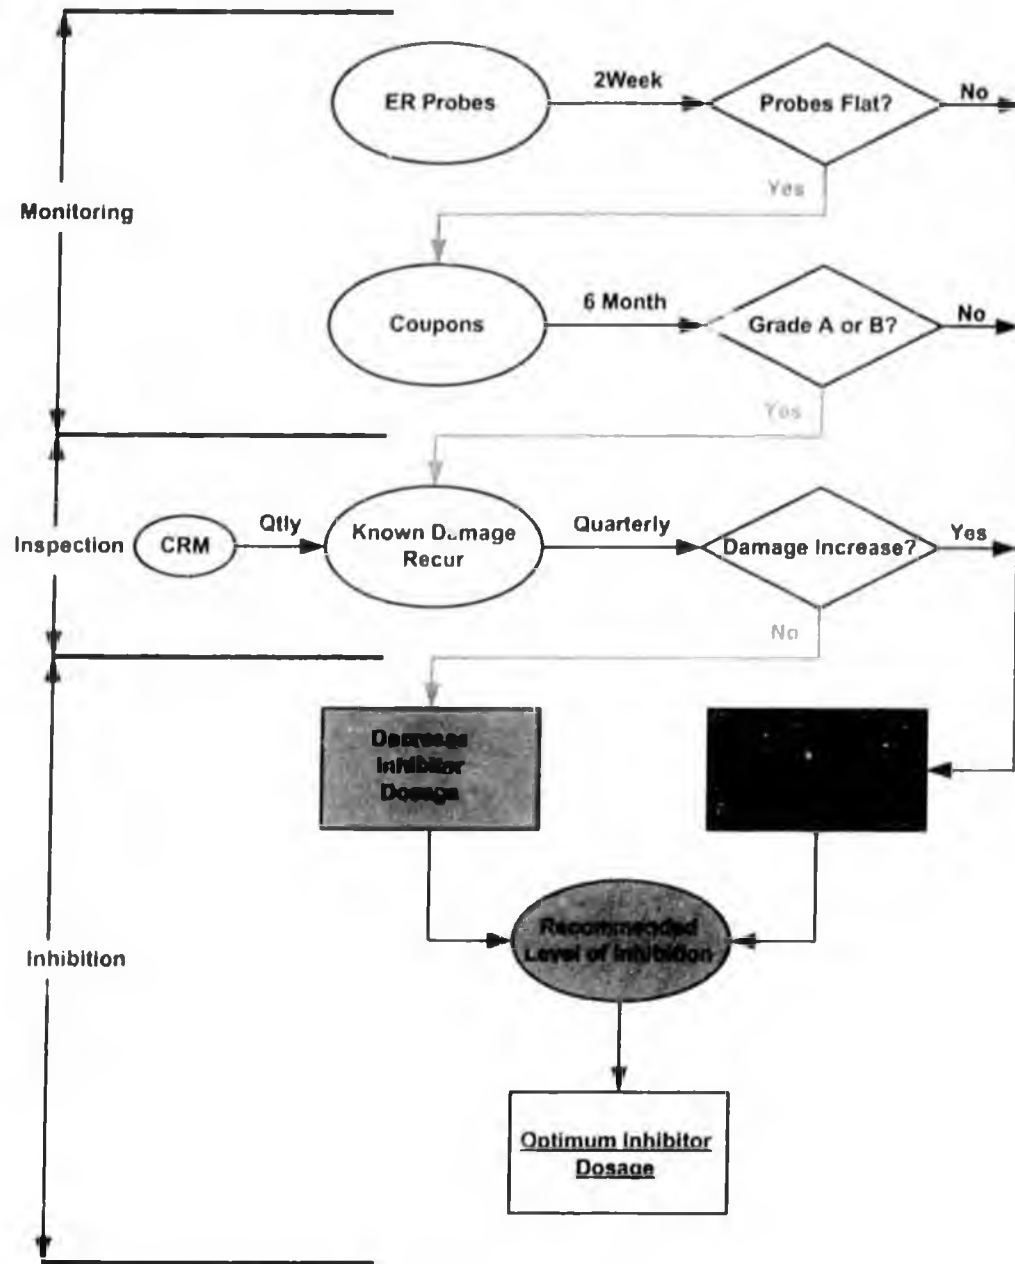 ER Probes
2Week
Probes Flat?
No
Yes
Monitoring
Coupons
6 Month
Grade A or B?
No
Yes
Inspection
CRM
Qtly
Known Damage
Recur
Quarterly
Damage Increase?
Yes
No
Decrease
Inhibitor
Dosage
Recommended
Level of Inhibition
Inhibition
Optimum Inhibitor
Dosage